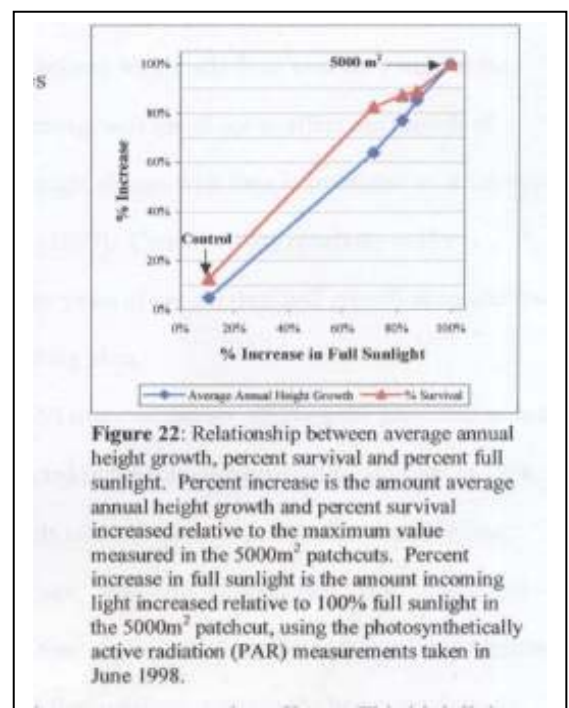 s
100%
5000 m²
80%
60%
40%
20%
0%
% Increase
Control
0% 20% 40% 60% 80% 100%
% Increase in Full Sunlight
Average Annual Height Growth % Survival
Figure 22: Relationship between average annual
height growth, percent survival and percent full
sunlight. Percent increase is the amount average
annual height growth and percent survival
increased relative to the maximum value
measured in the 5000m² patchcuts. Percent
increase in full sunlight is the amount incoming
light increased relative to 100% full sunlight in
the 5000m² patchcut, using the photosynthetically
active radiation (PAR) measurements taken in
June 1998.